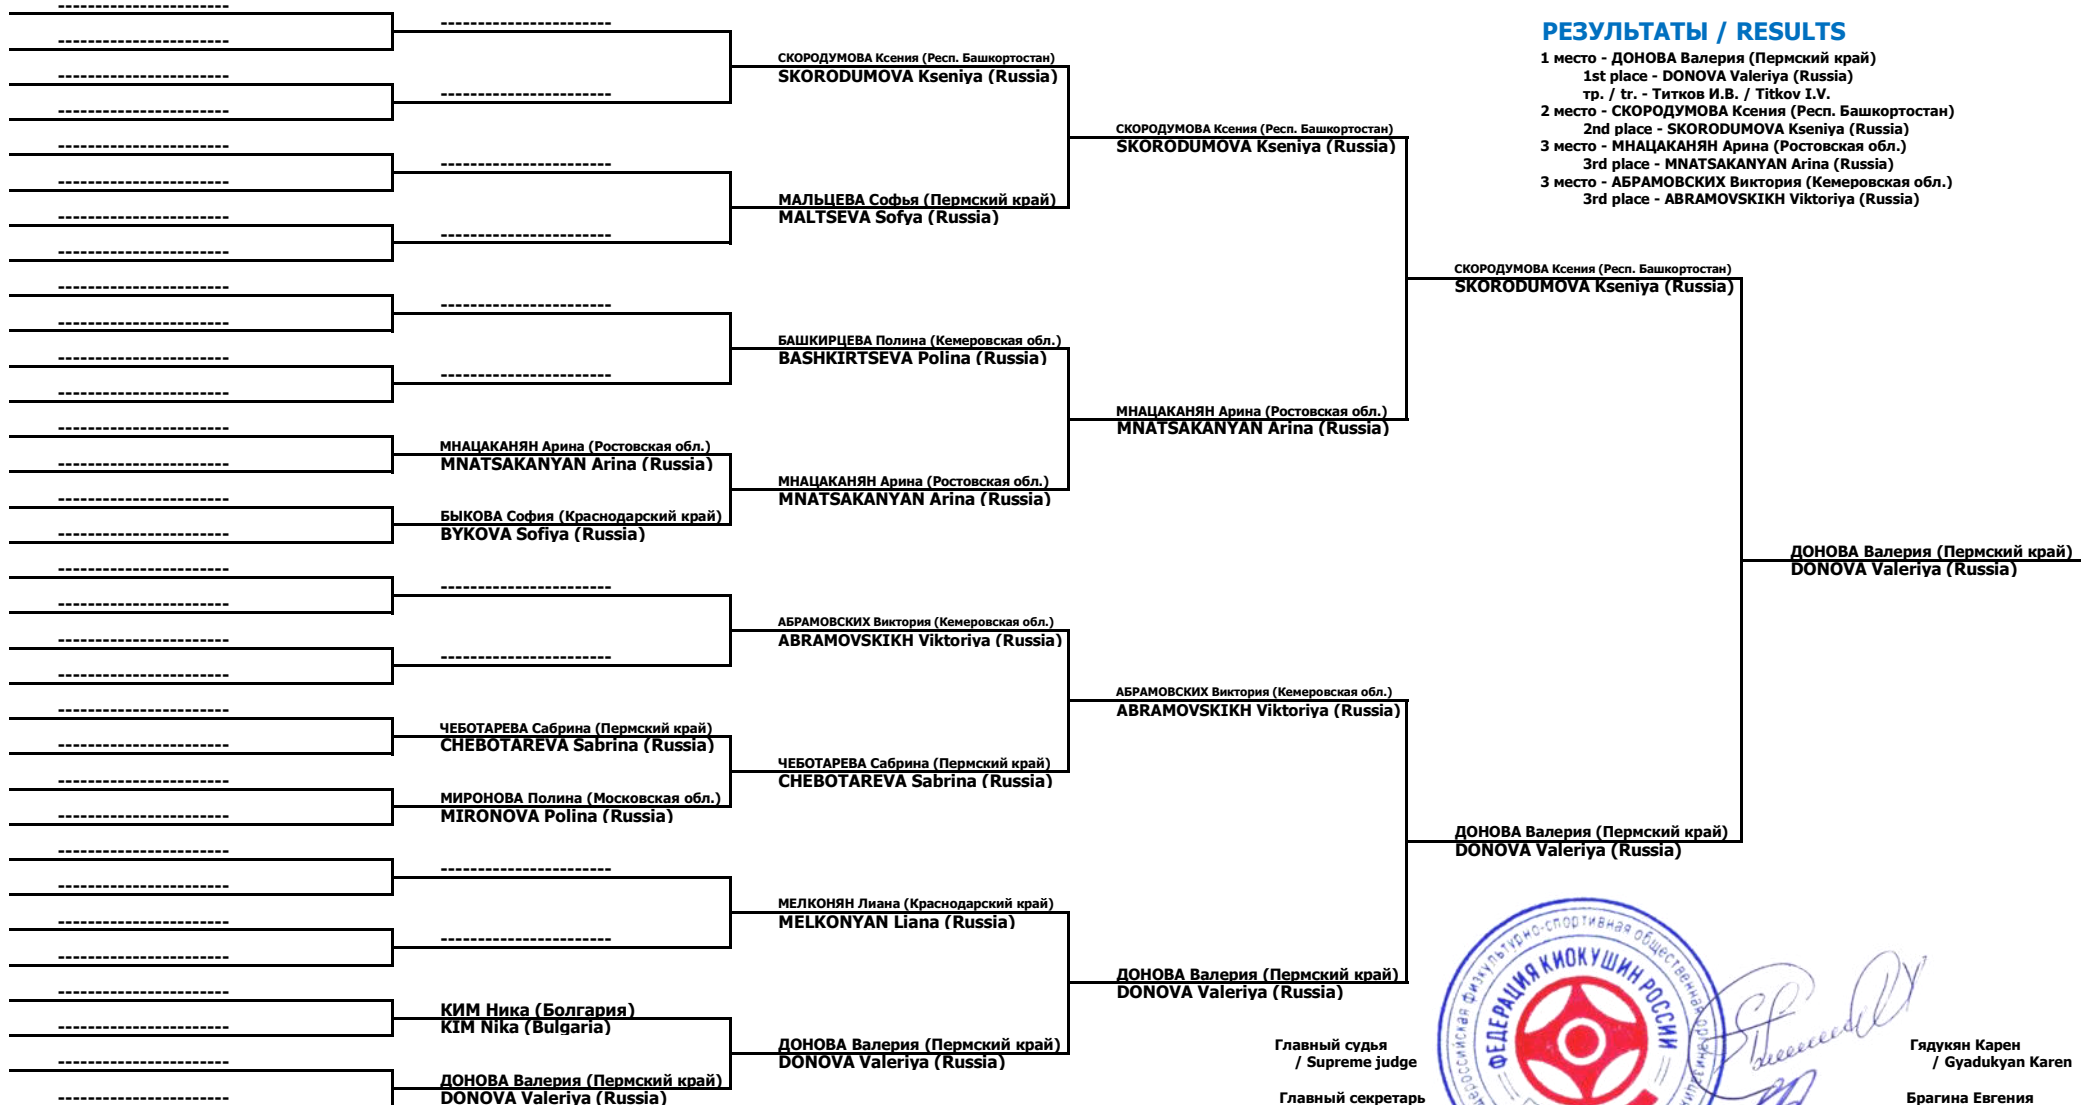 РЕЗУЛЬТАТЫ / RESULTS
1 место - ДОНОВА Валерия (Пермский край)
1st place - DONOVA Valeriya (Russia)
тр. / tr. - Титков И.В. / Titkov I.V.
2 место - СКОРОДУМОВА Ксения (Респ. Башкортостан)
2nd place - SKORODUMOVA Kseniya (Russia)
3 место - МНАЦАКАНЯН Арина (Ростовская обл.)
3rd place - MNATSAKANYAN Arina (Russia)
3 место - АБРАМОВСКИХ Виктория (Кемеровская обл.)
3rd place - ABRAMOVSKIKH Viktoriya (Russia)
МНАЦАКАНЯН Арина (Ростовская обл.)
MNATSAKANYAN Arina (Russia)
БЫКОВА София (Краснодарский край)
BYKOVA Sofiya (Russia)
ЧЕБОТАРЕВА Сабрина (Пермский край)
CHEBOTAREVA Sabrina (Russia)
МИРОНОВА Полина (Московская обл.)
MIRONOVA Polina (Russia)
КИМ Ника (Болгария)
KIM Nika (Bulgaria)
ДОНОВА Валерия (Пермский край)
DONOVA Valeriya (Russia)
СКОРОДУМОВА Ксения (Респ. Башкортостан)
SKORODUMOVA Kseniya (Russia)
МАЛЬЦЕВА Софья (Пермский край)
MALTSEVA Sofya (Russia)
БАШКИРЦЕВА Полина (Кемеровская обл.)
BASHKIRTSEVA Polina (Russia)
МНАЦАКАНЯН Арина (Ростовская обл.)
MNATSAKANYAN Arina (Russia)
АБРАМОВСКИХ Виктория (Кемеровская обл.)
ABRAMOVSKIKH Viktoriya (Russia)
ЧЕБОТАРЕВА Сабрина (Пермский край)
CHEBOTAREVA Sabrina (Russia)
МЕЛКОНЯН Лиана (Краснодарский край)
MELKONYAN Liana (Russia)
ДОНОВА Валерия (Пермский край)
DONOVA Valeriya (Russia)
СКОРОДУМОВА Ксения (Респ. Башкортостан)
SKORODUMOVA Kseniya (Russia)
МНАЦАКАНЯН Арина (Ростовская обл.)
MNATSAKANYAN Arina (Russia)
АБРАМОВСКИХ Виктория (Кемеровская обл.)
ABRAMOVSKIKH Viktoriya (Russia)
ДОНОВА Валерия (Пермский край)
DONOVA Valeriya (Russia)
СКОРОДУМОВА Ксения (Респ. Башкортостан)
SKORODUMOVA Kseniya (Russia)
ДОНОВА Валерия (Пермский край)
DONOVA Valeriya (Russia)
ДОНОВА Валерия (Пермский край)
DONOVA Valeriya (Russia)
физкультурно-спортивная общественная
ФЕДЕРАЦИЯ КИОКУШИН РОССИИ
Главный судья
/ Supreme judge
Гядукян Карен
/ Gyadukyan Karen
Главный секретарь
Брагина Евгения